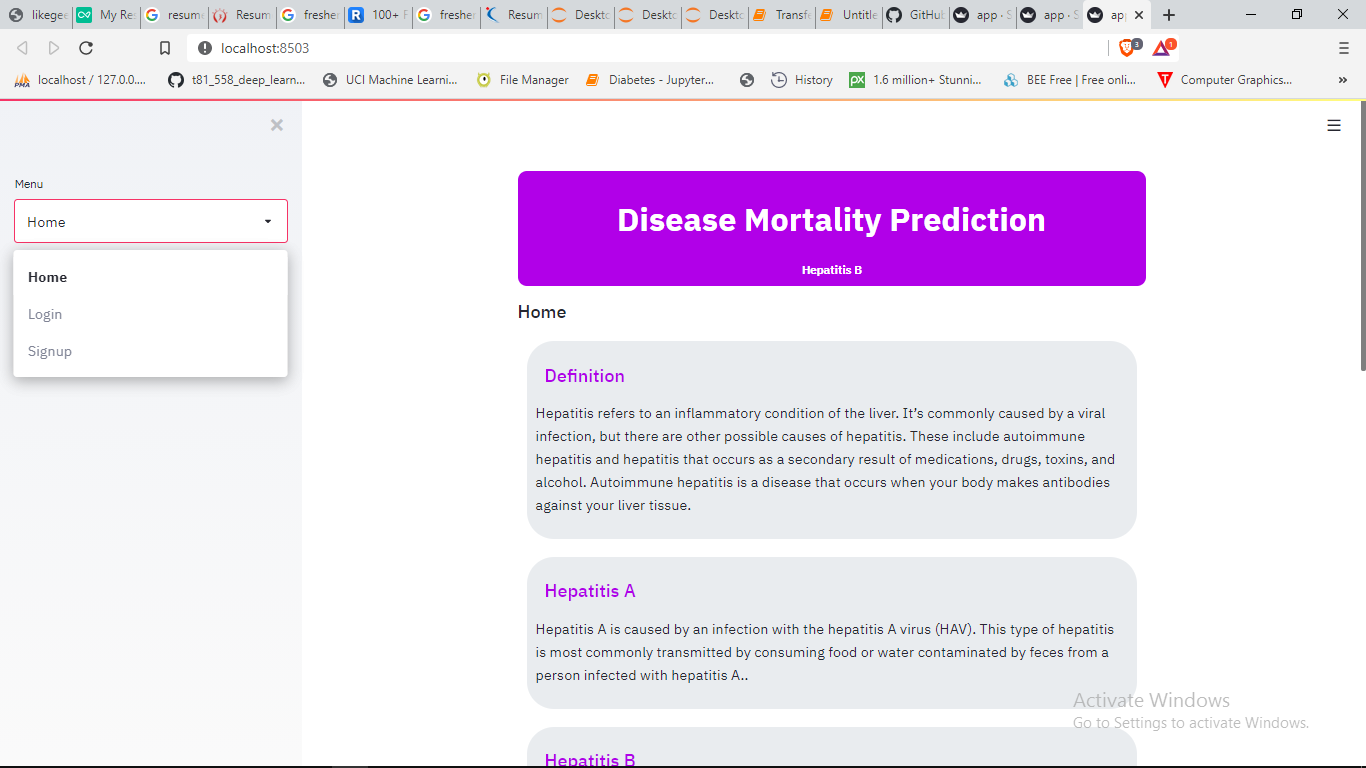 likegee
My Re
resume
Resum
freshe
100+ F
freshe
Resum
Deskto
Deskto
Deskto
Transfe
Untitle
GitHub
app · S
app · S
app
localhost:8503
3
1
localhost / 127.0.0....
t81_558_deep_learn...
UCI Machine Learni...
File Manager
Diabetes - Jupyter...
History
1.6 million+ Stunni...
BEE Free | Free onli...
Computer Graphics...
»
Menu
Home
Home
Login
Signup
Disease Mortality Prediction
Hepatitis B
Home
Definition
Hepatitis refers to an inflammatory condition of the liver. It’s commonly caused by a viral
infection, but there are other possible causes of hepatitis. These include autoimmune
hepatitis and hepatitis that occurs as a secondary result of medications, drugs, toxins, and
alcohol. Autoimmune hepatitis is a disease that occurs when your body makes antibodies
against your liver tissue.
Hepatitis A
Hepatitis A is caused by an infection with the hepatitis A virus (HAV). This type of hepatitis
is most commonly transmitted by consuming food or water contaminated by feces from a
person infected with hepatitis A..
Hepatitis B
Activate Windows
Go to Settings to activate Windows.